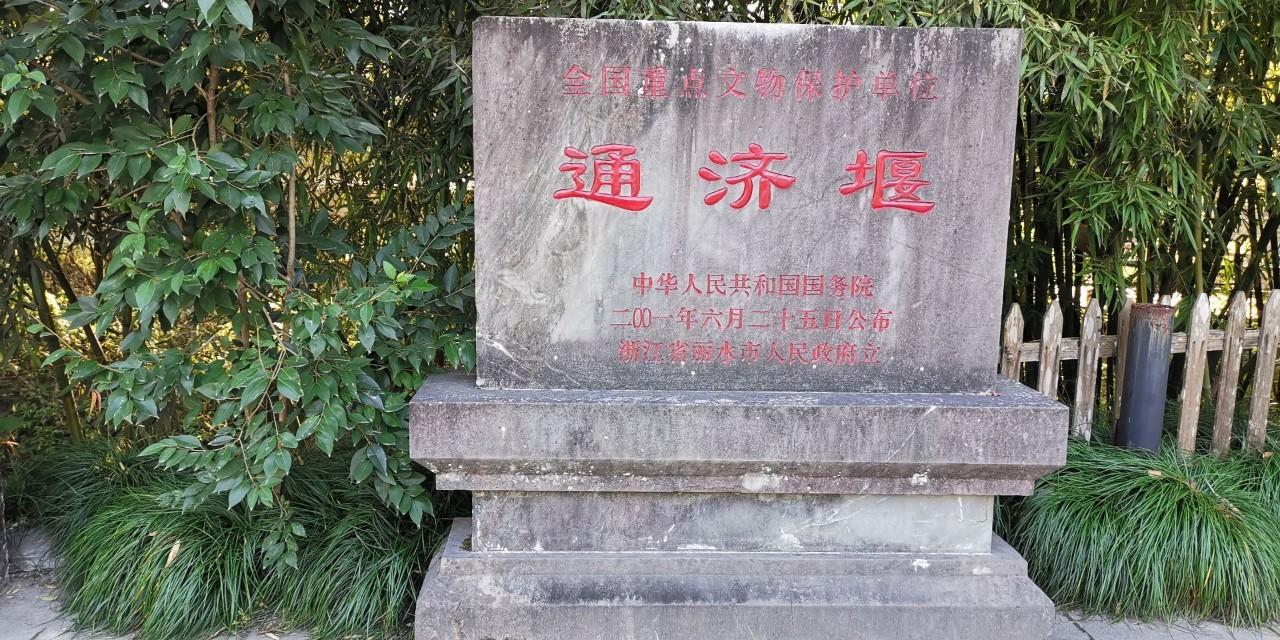 全国重点文物保护单位
通济堰
中华人民共和国国务院
二00一年六月二十五日公布
浙江省丽水市人民政府立